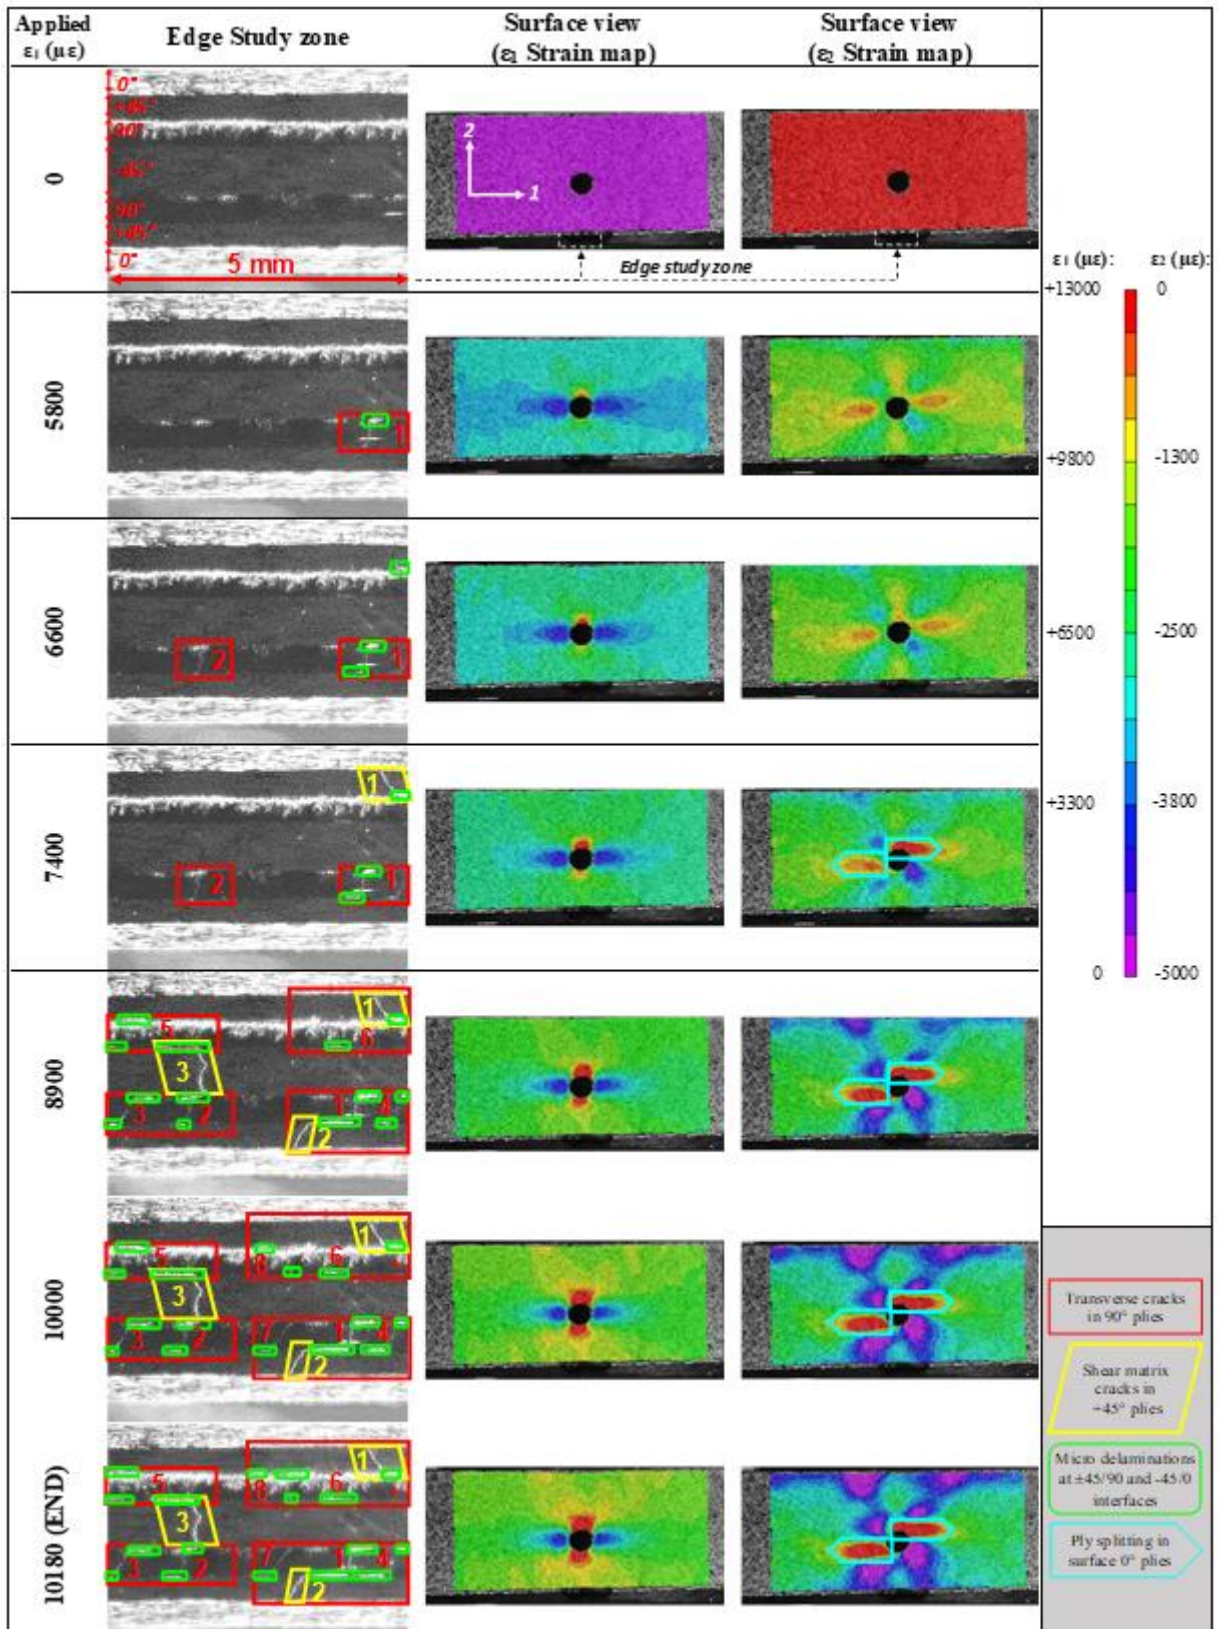 Applied
ε₁ (με)
Edge Study zone
Surface view
(ε₁ Strain map)
Surface view
(ε₂ Strain map)
0
0°
+45°
90°
-45°
90°
+45°
0°
5 mm
2
1
Edge study zone
ε₁ (με):
ε₂ (με):
+13000
0
+9800
-1300
+6500
-2500
+3300
-3800
0
-5000
5800
1
6600
2
1
7400
1
2
1
8900
5
1
6
3
3
2
1
4
2
10000
5
1
8
6
3
3
2
7
1
4
2
10180 (END)
5
1
8
6
3
3
2
7
1
4
2
Transverse cracks
in 90° plies
Shear matrix
cracks in
45° plies
Micro delaminations
at ±45/90 and -45/0
interfaces
Ply splitting in
surface 0° plies